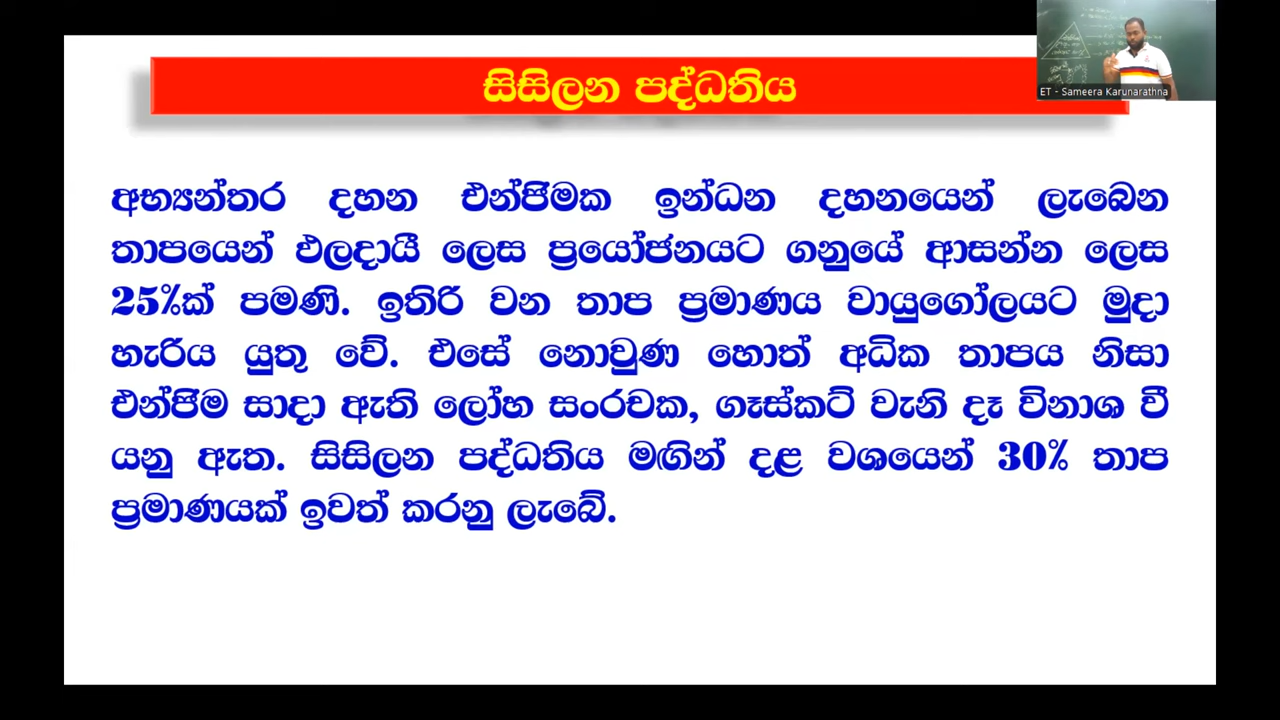 සිසිලන පද්ධතිය
ET - Sameera Karunarathna
අභ්‍යන්තර දහන එන්ජිමක ඉන්ධන දහනයෙන් ලැබෙන
තාපයෙන් ඵලදායී ලෙස ප්‍රයෝජනයට ගනුයේ ආසන්න ලෙස
25%ක් පමණි. ඉතිරි වන තාප ප්‍රමාණය වායුගෝලයට මුදා
හැරිය යුතු වේ. එසේ නොවුණ හොත් අධික තාපය නිසා
එන්ජිම සාදා ඇති ලෝහ සංරචක, ගෑස්කට් වැනි දෑ විනාශ වී
යනු ඇත. සිසිලන පද්ධතිය මඟින් දළ වශයෙන් 30% තාප
ප්‍රමාණයක් ඉවත් කරනු ලැබේ.